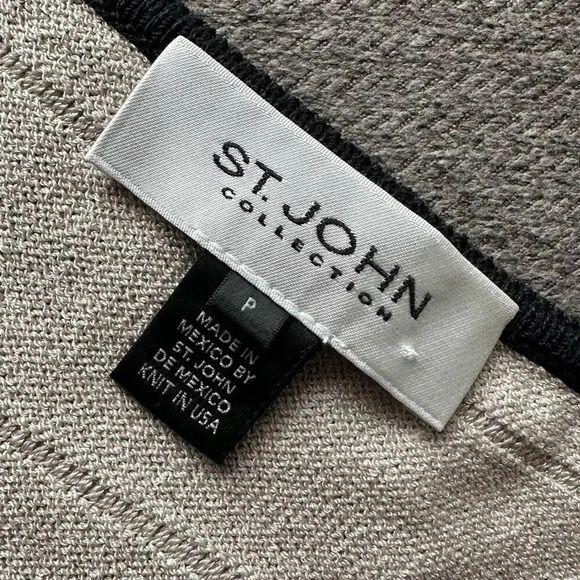 ST. JOHN
COLLECTION
P
MADE IN
MEXICO BY
ST. JOHN
DE MEXICO
KNIT IN USA